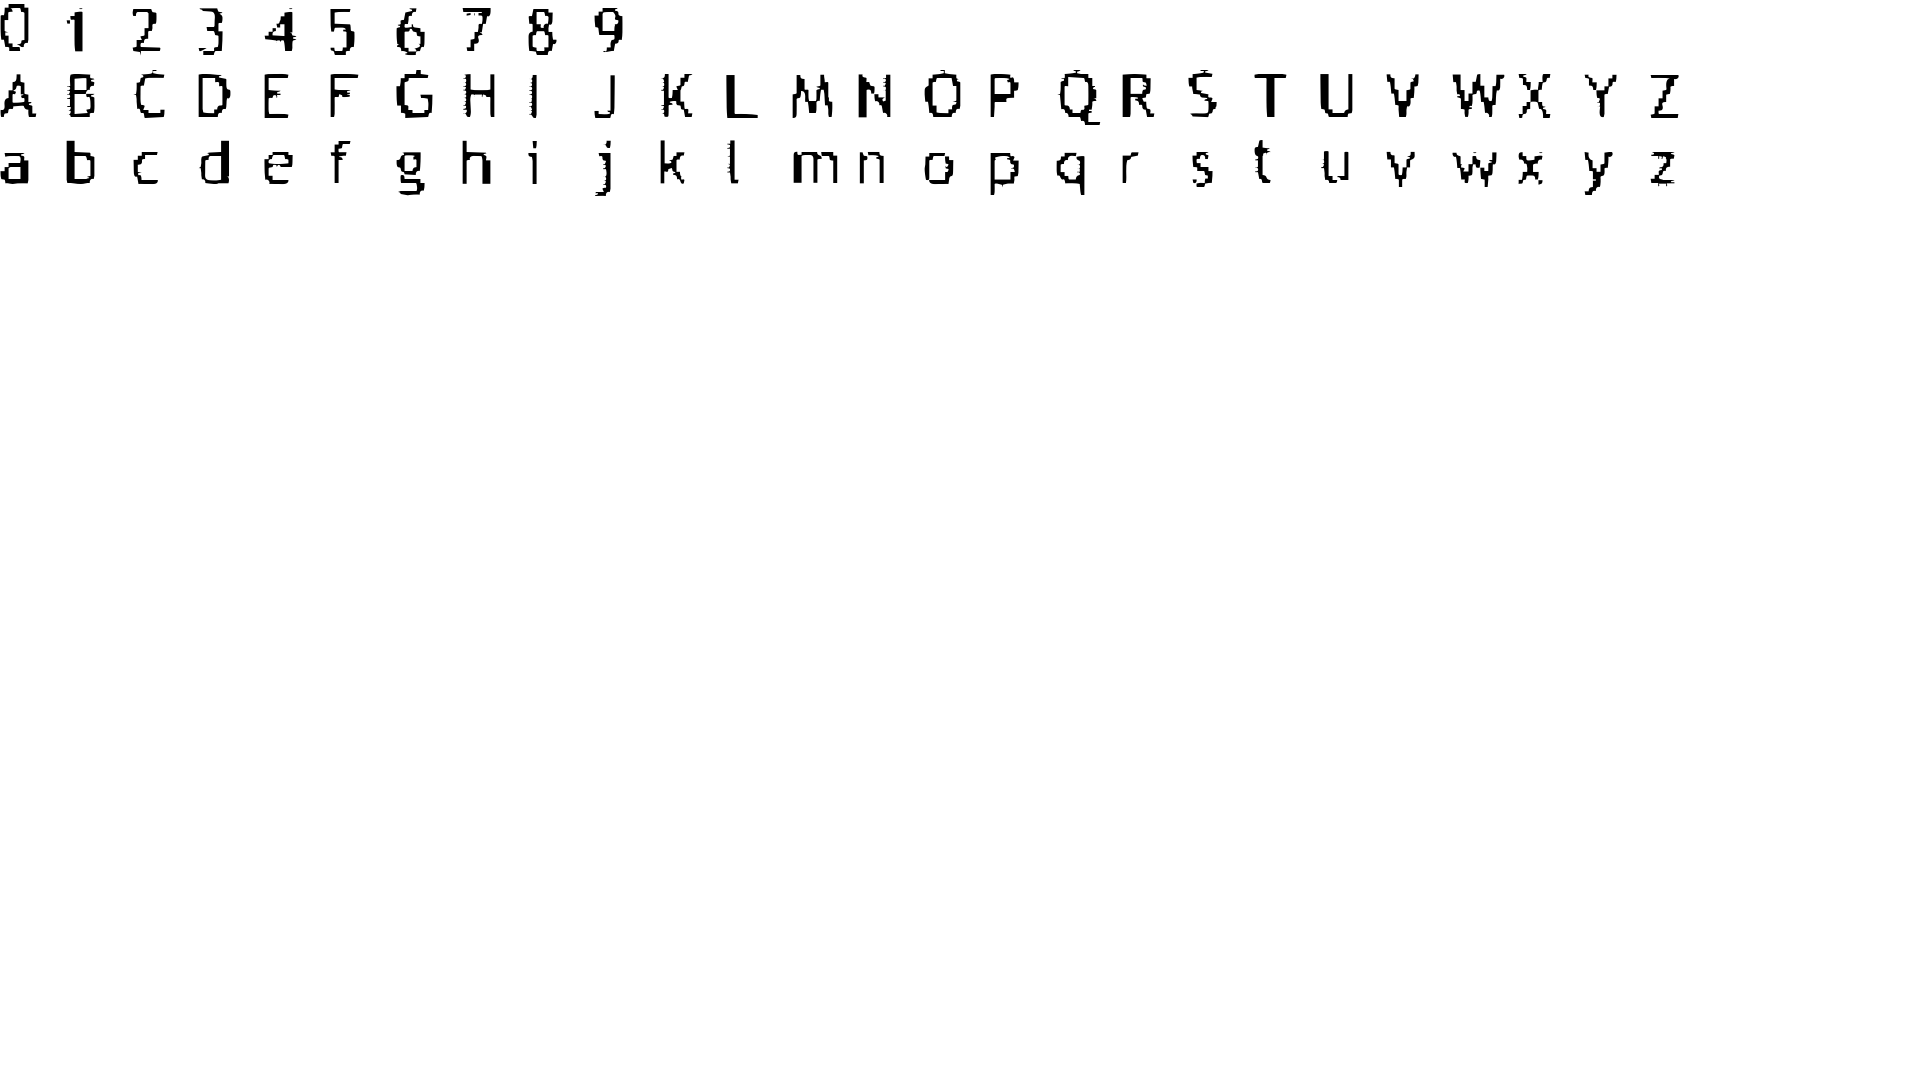 0 1 2 3 4 5 6 7 8 9
A B C D E F G H I J K L M N O P Q R S T U V W X Y Z
a b c d e f g h i j k l m n o p q r s t u v w x y z